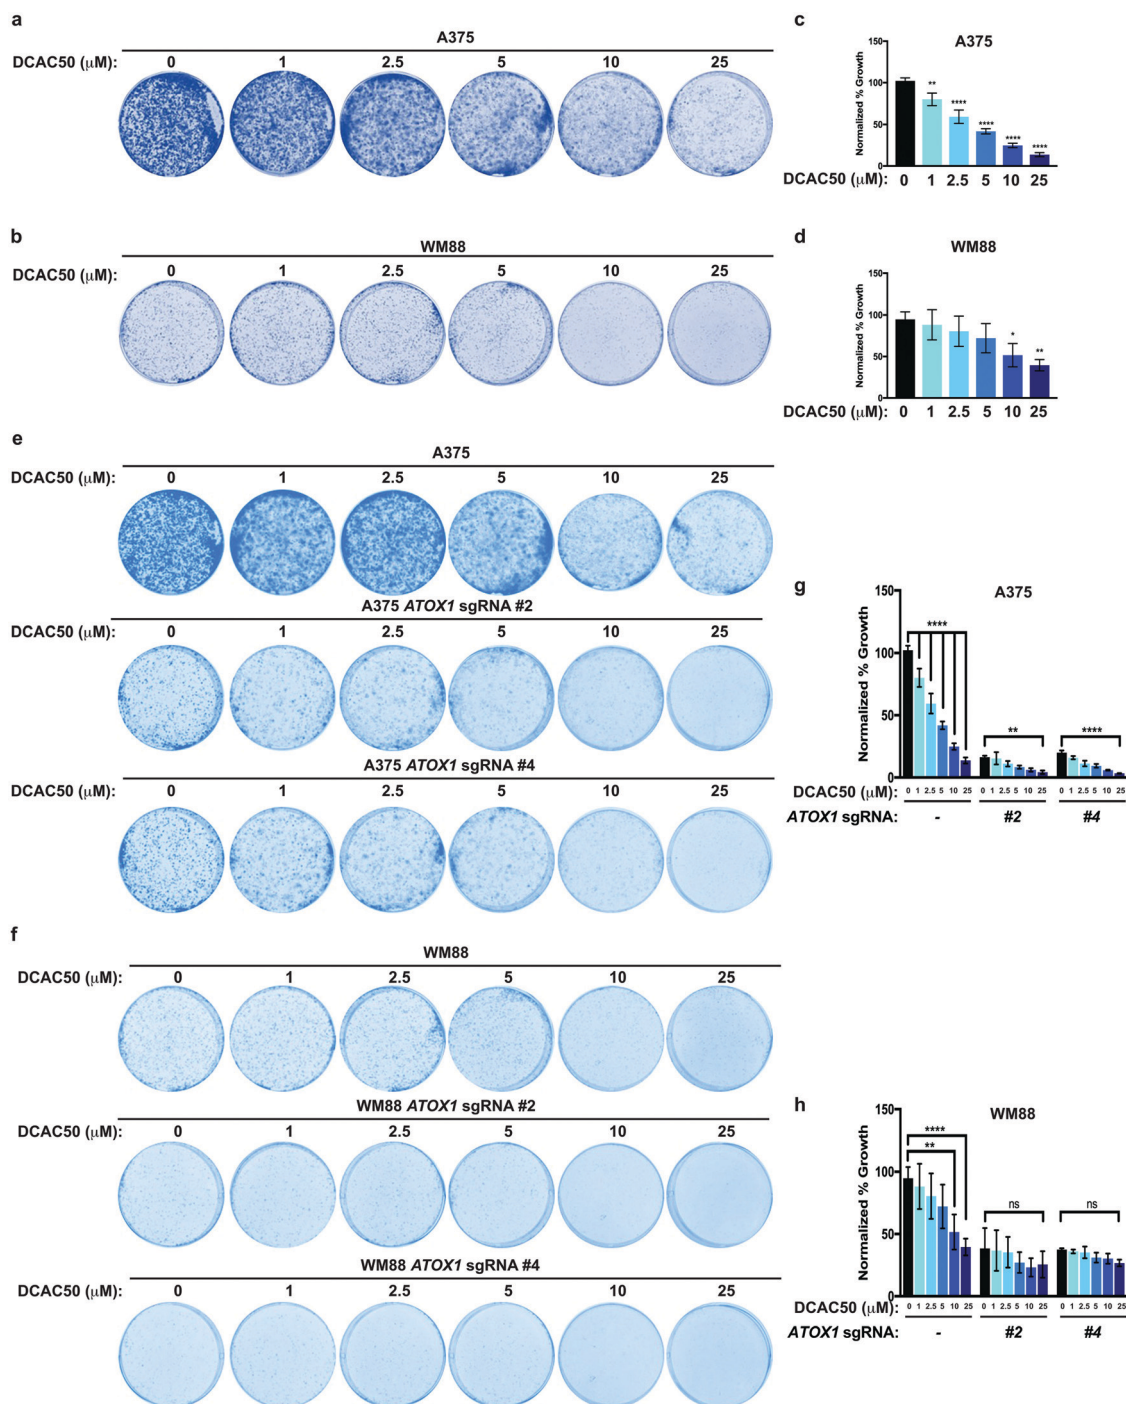 a
A375
DCAC50 (μM): 0 1 2.5 5 10 25
c
A375
Normalized % Growth
150
100
50
0
** **** **** **** ****
DCAC50 (μM): 0 1 2.5 5 10 25
b
WM88
DCAC50 (μM): 0 1 2.5 5 10 25
d
WM88
Normalized % Growth
150
100
50
0
* **
DCAC50 (μM): 0 1 2.5 5 10 25
e
A375
DCAC50 (μM): 0 1 2.5 5 10 25
A375 ATOX1 sgRNA #2
DCAC50 (μM): 0 1 2.5 5 10 25
A375 ATOX1 sgRNA #4
DCAC50 (μM): 0 1 2.5 5 10 25
g
A375
Normalized % Growth
150
100
50
0
**** ** ****
DCAC50 (μM): 0 1 2.5 5 10 25 0 1 2.5 5 10 25 0 1 2.5 5 10 25
ATOX1 sgRNA: - #2 #4
f
WM88
DCAC50 (μM): 0 1 2.5 5 10 25
WM88 ATOX1 sgRNA #2
DCAC50 (μM): 0 1 2.5 5 10 25
WM88 ATOX1 sgRNA #4
DCAC50 (μM): 0 1 2.5 5 10 25
h
WM88
Normalized % Growth
150
100
50
0
****
** ns ns
DCAC50 (μM): 0 1 2.5 5 10 25 0 1 2.5 5 10 25 0 1 2.5 5 10 25
ATOX1 sgRNA: - #2 #4